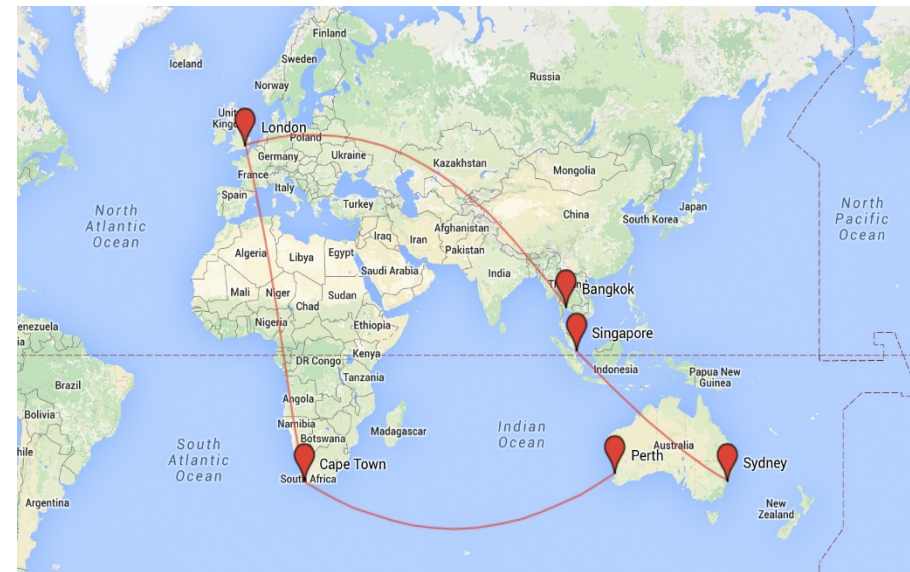 Finland
Iceland
Sweden
Russia
Norway
London
Poland
Germany
Ukraine
Kazakhstan
France
Mongolia
Italy
Spain
Turkey
China
Japan
South Korea
North
Atlantic
Ocean
North
Pacific
Ocean
Afghanistan
Iraq
Iran
Pakistan
Algeria
Libya
Egypt
Saudi Arabia
India
Mali
Niger
Chad
Sudan
Bangkok
Nigeria
Ethiopia
Singapore
enezuela
ia
DR Congo
Kenya
Indonesia
Papua New
Guinea
Tanzania
Brazil
Angola
Bolivia
Namibia
Botswana
Madagascar
Indian
Ocean
Australia
hile
South
Atlantic
Ocean
Cape Town
South Africa
Perth
Sydney
Argentina
New
Zealand